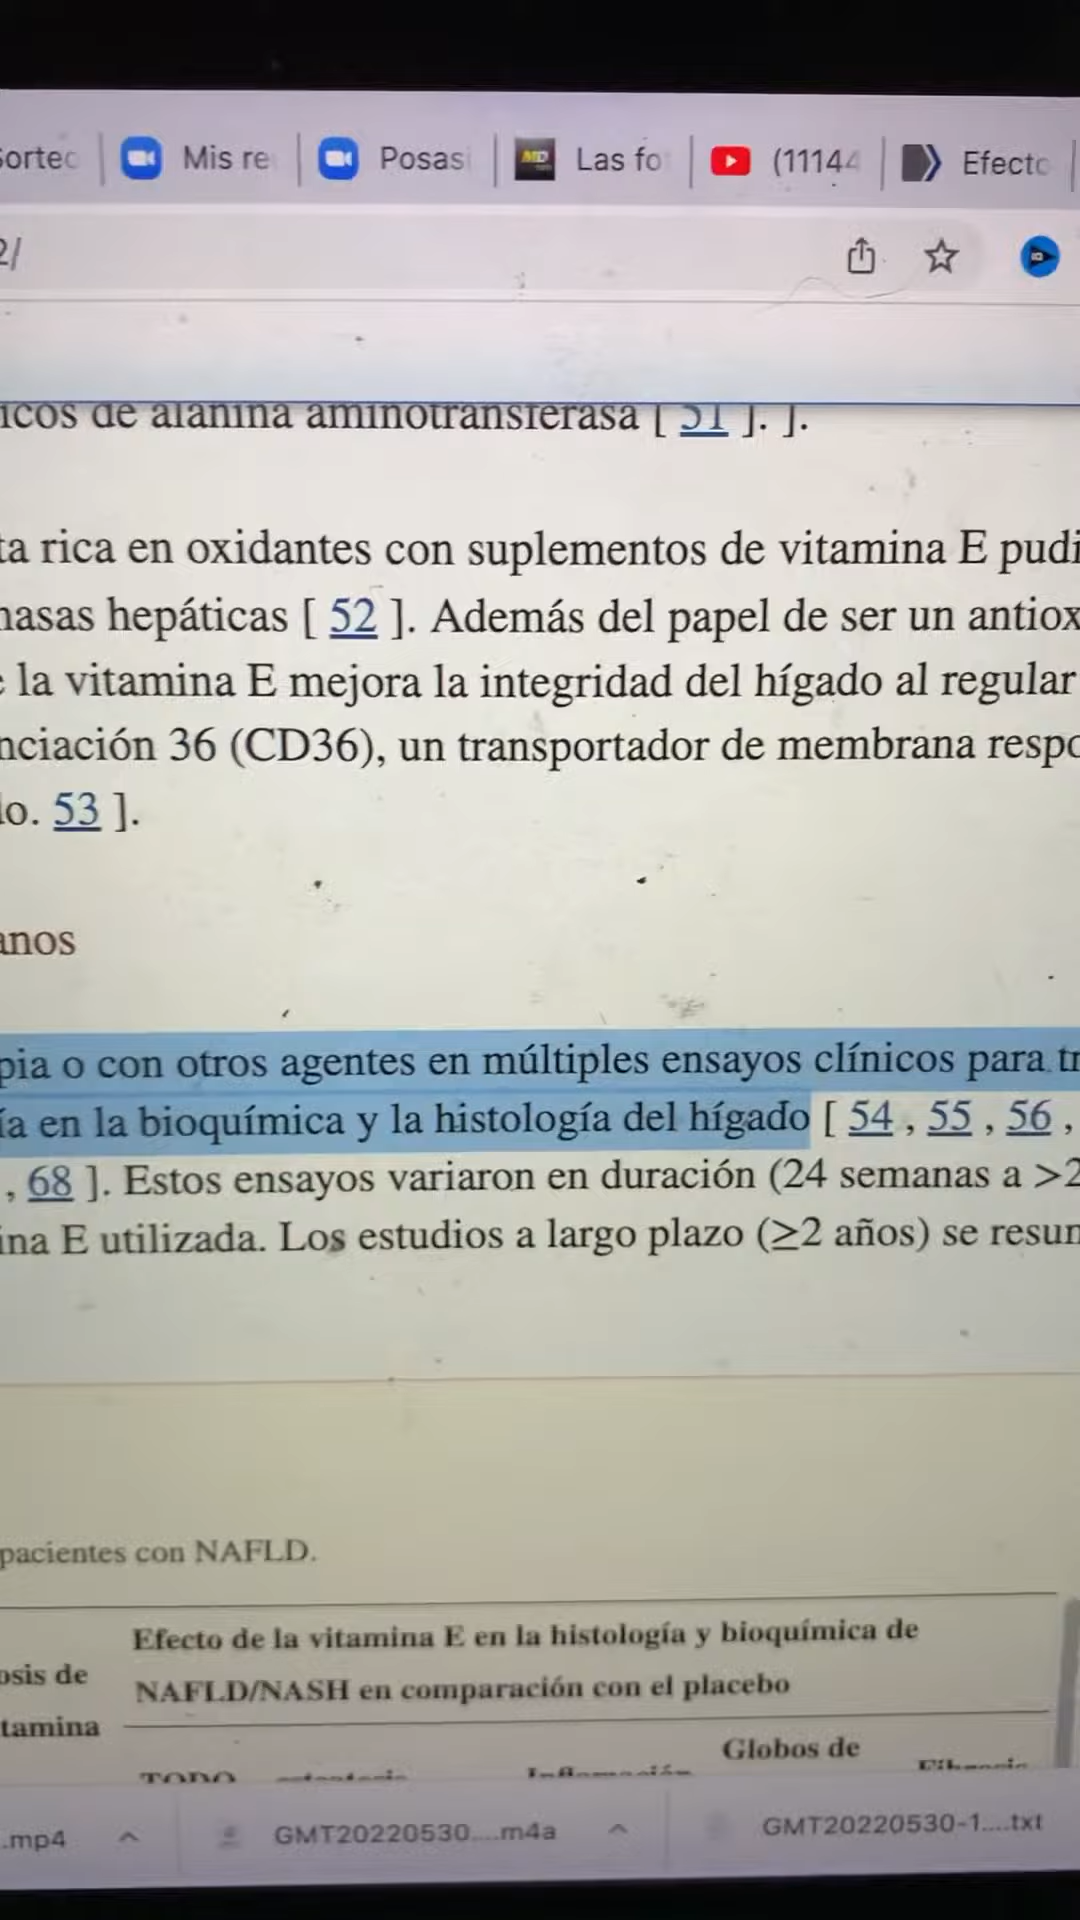 Mis re
Posas
MD
Las fo
(11144
Efecto
2/
icos de alanina aminotransferasa [ 51 ]. ].
ta rica en oxidantes con suplementos de vitamina E pudi
nasas hepáticas [ 52 ]. Además del papel de ser un antiox
e la vitamina E mejora la integridad del hígado al regular
nciación 36 (CD36), un transportador de membrana respo
lo. 53 ].
anos
pia o con otros agentes en múltiples ensayos clínicos para tr
ía en la bioquímica y la histología del hígado [ 54 , 55 , 56 ,
, 68 ]. Estos ensayos variaron en duración (24 semanas a >2
ina E utilizada. Los estudios a largo plazo (≥2 años) se resum
pacientes con NAFLD.
Efecto de la vitamina E en la histología y bioquímica de
osis de
NAFLD/NASH en comparación con el placebo
tamina
Globos de
TODO
Inflamación
.mp4
GMT20220530....m4a
GMT20220530-1....txt